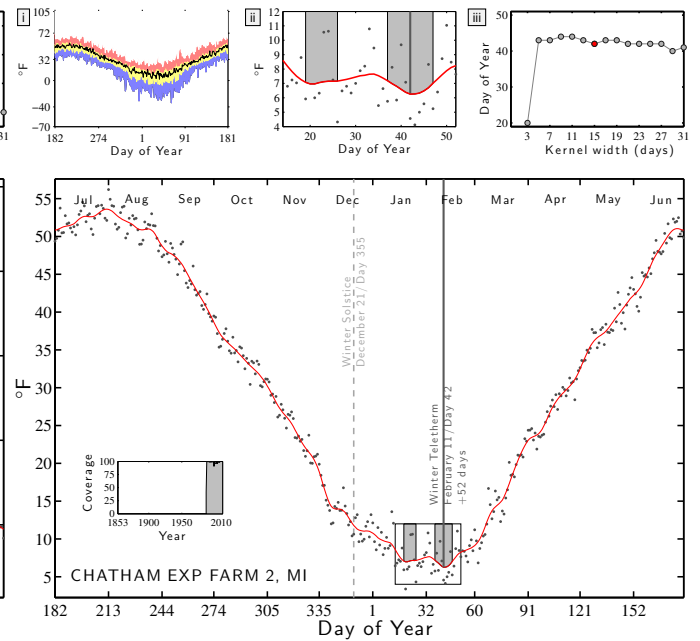 31
i
105
67
32
0
−40
−70
°F
182 274 1 91 181
Day of Year
ii
12
11
10
9
8
7
6
5
4
°F
20 30 40 50
Day of Year
iii
50
40
30
20
Day of Year
3 7 11 15 19 23 27 31
Kernel width (days)
Jul Aug Sep Oct Nov Dec Jan Feb Mar Apr May Jun
55
50
45
40
35
30
25
20
15
10
5
°F
Winter Solstice
December 21/Day 355
Winter Teletherm
February 11/Day 42
+52 days
100
75
50
25
0
Coverage
1853 1900 1950 2010
Year
CHATHAM EXP FARM 2, MI
182 213 244 274 305 335 1 32 60 91 121 152
Day of Year